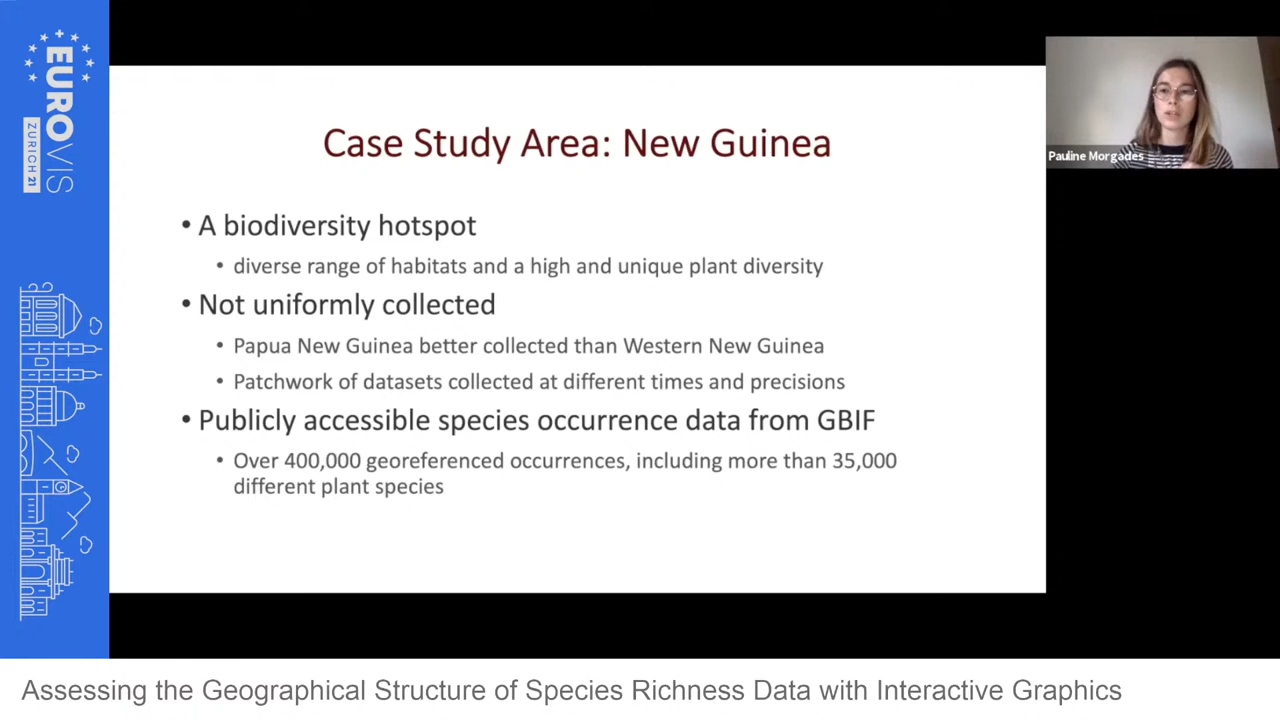 EUROVIS
ZURICH 21
Case Study Area: New Guinea
• A biodiversity hotspot
• diverse range of habitats and a high and unique plant diversity
• Not uniformly collected
• Papua New Guinea better collected than Western New Guinea
• Patchwork of datasets collected at different times and precisions
• Publicly accessible species occurrence data from GBIF
• Over 400,000 georeferenced occurrences, including more than 35,000
different plant species
Pauline Morgades
Assessing the Geographical Structure of Species Richness Data with Interactive Graphics